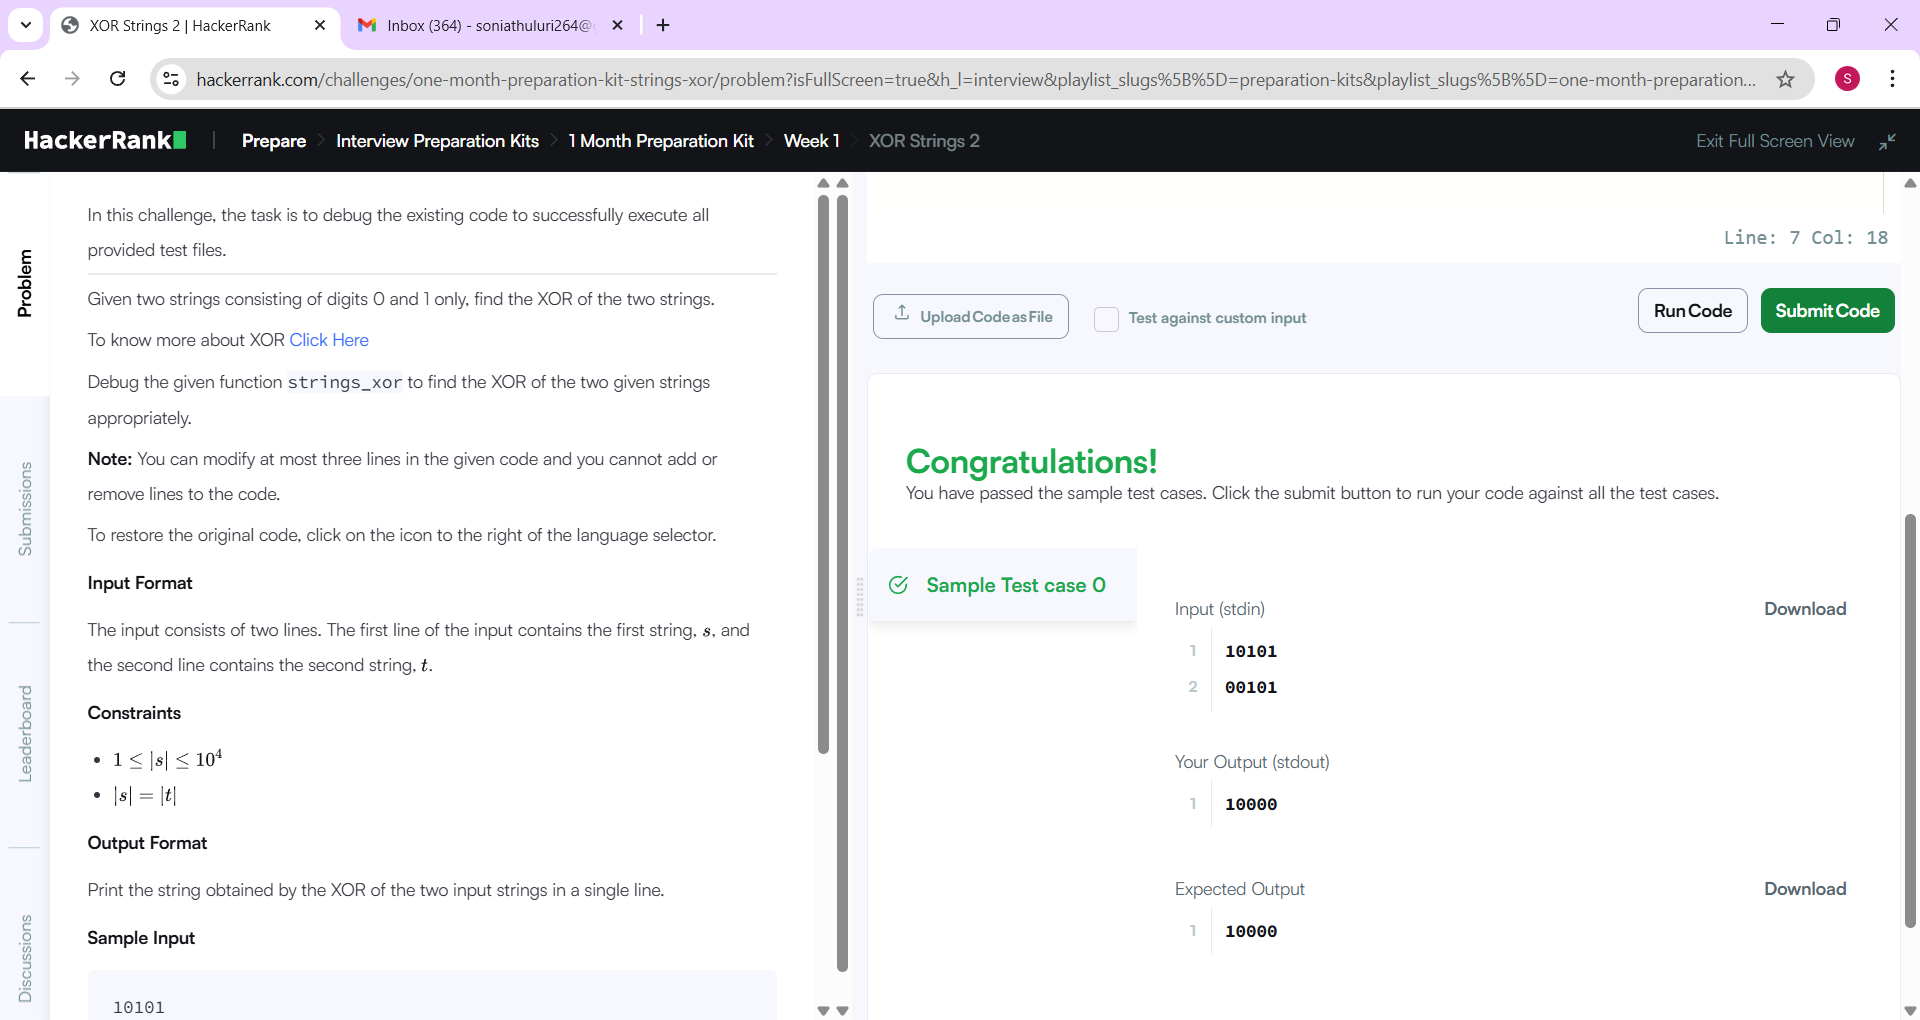 XOR Strings 2 | HackerRank
Inbox (364) - soniathuluri264@
hackerrank.com/challenges/one-month-preparation-kit-strings-xor/problem?isFullScreen=true&h_l=interview&playlist_slugs%5B%5D=preparation-kits&playlist_slugs%5B%5D=one-month-preparation...
S
HackerRank
Prepare
Interview Preparation Kits
1 Month Preparation Kit
Week 1
XOR Strings 2
Exit Full Screen View
Problem
Submissions
Leaderboard
Discussions
In this challenge, the task is to debug the existing code to successfully execute all
provided test files.
Given two strings consisting of digits 0 and 1 only, find the XOR of the two strings.
To know more about XOR Click Here
Debug the given function strings_xor to find the XOR of the two given strings
appropriately.
Note: You can modify at most three lines in the given code and you cannot add or
remove lines to the code.
To restore the original code, click on the icon to the right of the language selector.
Input Format
The input consists of two lines. The first line of the input contains the first string, s, and
the second line contains the second string, t.
Constraints
• 1 ≤ |s| ≤ 10⁴
• |s| = |t|
Output Format
Print the string obtained by the XOR of the two input strings in a single line.
Sample Input
10101
Line: 7 Col: 18
Upload Code as File
Test against custom input
Run Code
Submit Code
Congratulations!
You have passed the sample test cases. Click the submit button to run your code against all the test cases.
Sample Test case 0
Input (stdin)
Download
1 10101
2 00101
Your Output (stdout)
1 10000
Expected Output
Download
1 10000